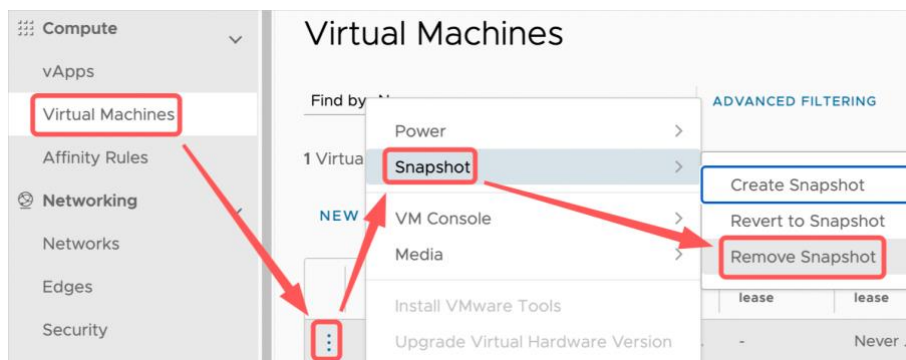 Compute
vApps
Virtual Machines
Affinity Rules
Networking
Networks
Edges
Security
Virtual Machines
Find by
ADVANCED FILTERING
1 Virtua
NEW
Power
Snapshot
VM Console
Media
Install VMware Tools
Upgrade Virtual Hardware Version
Create Snapshot
Revert to Snapshot
Remove Snapshot
lease lease
- Never